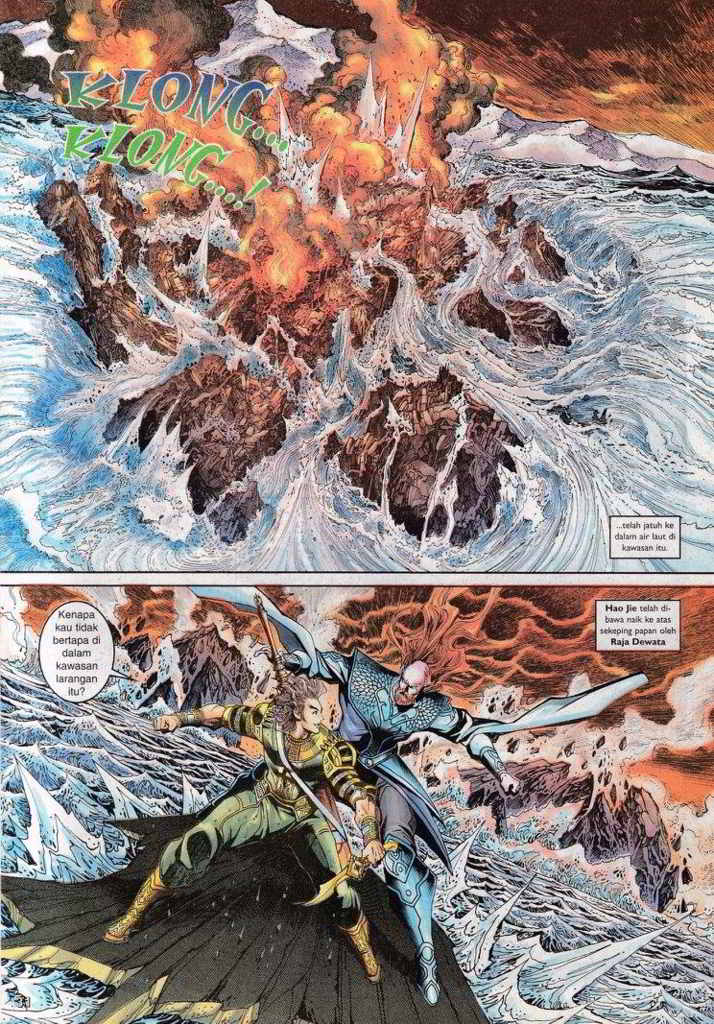 KLONG...
KLONG....!
...telah jatuh ke
dalam air laut di
kawasan itu.
Kenapa
kau tidak
bertapa di
dalam
kawasan
larangan
itu?
Hao Jie telah di-
bawa naik ke atas
sekeping papan oleh
Raja Dewata